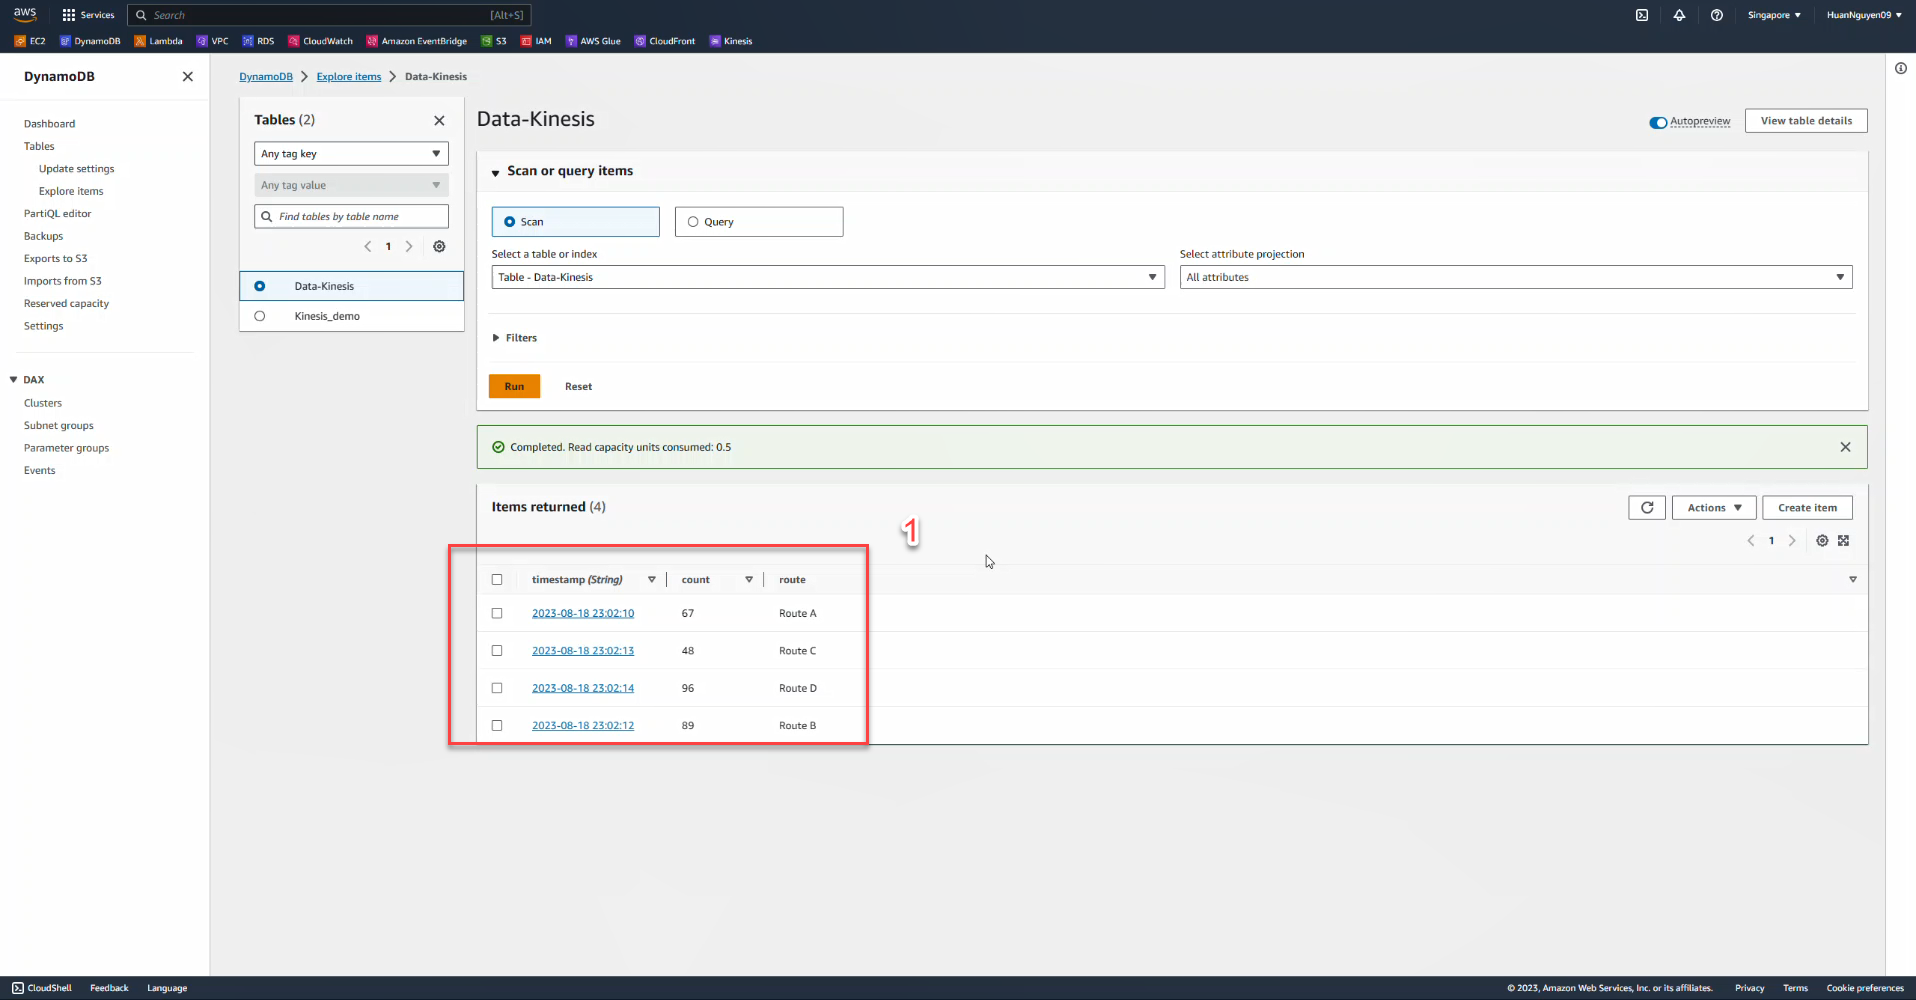 aws Services Search [Alt+S] Singapore HuanNguyen09
EC2 DynamoDB Lambda VPC RDS CloudWatch Amazon EventBridge S3 IAM AWS Glue CloudFront Kinesis
DynamoDB
Dashboard
Tables
Update settings
Explore items
PartiQL editor
Backups
Exports to S3
Imports from S3
Reserved capacity
Settings
DAX
Clusters
Subnet groups
Parameter groups
Events
DynamoDB Explore items Data-Kinesis
Tables (2)
Any tag key
Any tag value
Find tables by table name
1
Data-Kinesis
Kinesis_demo
Data-Kinesis
Autopreview View table details
Scan or query items
Scan Query
Select a table or index Select attribute projection
Table - Data-Kinesis All attributes
Filters
Run Reset
Completed. Read capacity units consumed: 0.5
Items returned (4)
Actions Create item
1
1
timestamp (String) count route
2023-08-18 23:02:10 67 Route A
2023-08-18 23:02:13 48 Route C
2023-08-18 23:02:14 96 Route D
2023-08-18 23:02:12 89 Route B
CloudShell Feedback Language © 2023, Amazon Web Services, Inc. or its affiliates. Privacy Terms Cookie preferences